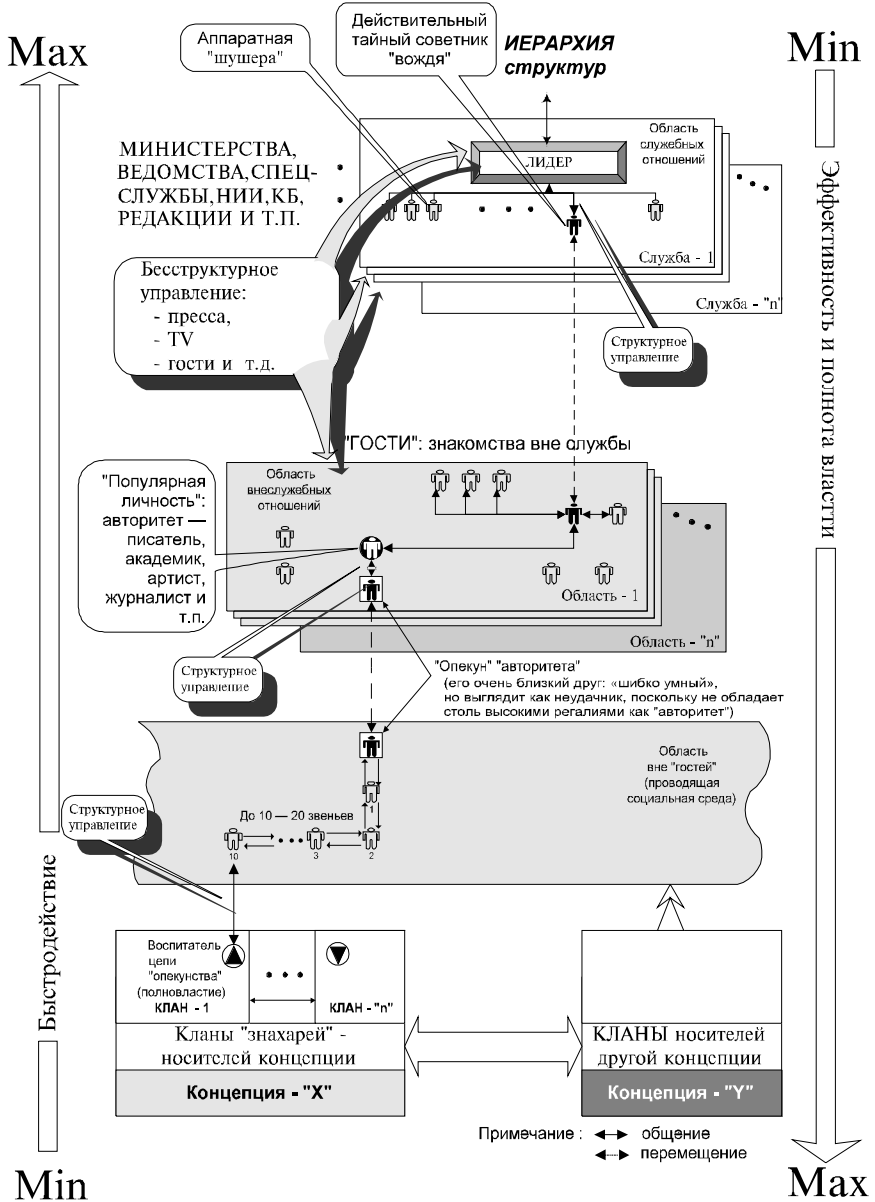 Max
Min
Аппаратная
"шушера"
Действительный
тайный советник
"вождя"
ИЕРАРХИЯ
структур
МИНИСТЕРСТВА,
ВЕДОМСТВА,СПЕЦ-
СЛУЖБЫ,НИИ,КБ,
РЕДАКЦИИ И Т.П.
Область
служебных
отношений
ЛИДЕР
Служба - 1
Служба - "n"
Бесструктурное
управление:
- пресса,
- TV
- гости и т.д.
Структурное
управление
Эффективность и полнота властти
"ГОСТИ": знакомства вне службы
Область
внеслужебных
отношений
"Популярная
личность":
авторитет —
писатель,
академик,
артист,
журналист и
т.п.
Область - 1
Область - "n"
Структурное
управление
"Опекун" "авторитета"
(его очень близкий друг: «шибко умный»,
но выглядит как неудачник, поскольку не обладает
столь высокими регалиями как "авторитет")
Область
вне "гостей"
(проводящая
социальная среда)
Структурное
управление
До 10 — 20 звеньев
1
10
3
2
Быстродействие
Воспитатель
цепи
"опекунства"
(полновластие)
КЛАН - 1
КЛАН - "n"
Кланы "знахарей" -
носителей концепции
Концепция - "X"
КЛАНЫ носителей
другой концепции
Концепция - "Y"
Примечание : общение
перемещение
Min
Max